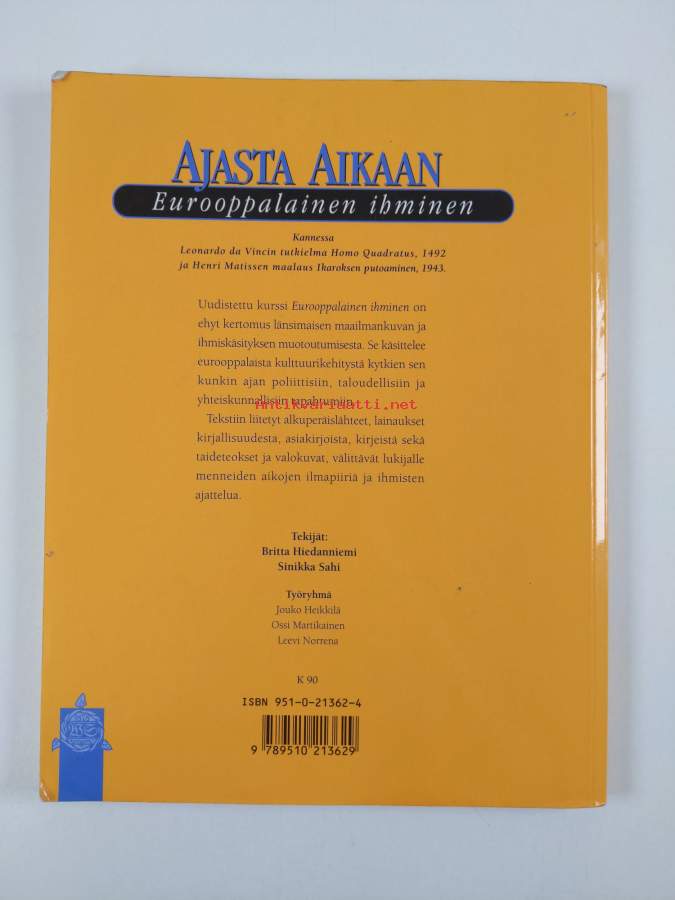 AJASTA AIKAAN
Eurooppalainen ihminen
Kannessa
Leonardo da Vincin tutkielma Homo Quadratus, 1492
ja Henri Matissen maalaus Ikaroksen putoaminen, 1943.
Uudistettu kurssi Eurooppalainen ihminen on
ehyt kertomus länsimaisen maailmankuvan ja
ihmiskäsityksen muotoutumisesta. Se käsittelee
eurooppalaista kulttuurikehitystä kytkien sen
kunkin ajan poliittisiin, taloudellisiin ja
yhteiskunnallisiin tapahtumiin.
antikvariaatti.net
Tekstiin liitetyt alkuperäislähteet, lainaukset
kirjallisuudesta, asiakirjoista, kirjeistä sekä
taideteokset ja valokuvat, välittävät lukijalle
menneiden aikojen ilmapiiriä ja ihmisten
ajattelua.
Tekijät:
Britta Hiedanniemi
Sinikka Sahi
Työryhmä
Jouko Heikkilä
Ossi Martikainen
Leevi Norrena
K 90
ISBN 951-0-21362-4
9 789510 213629